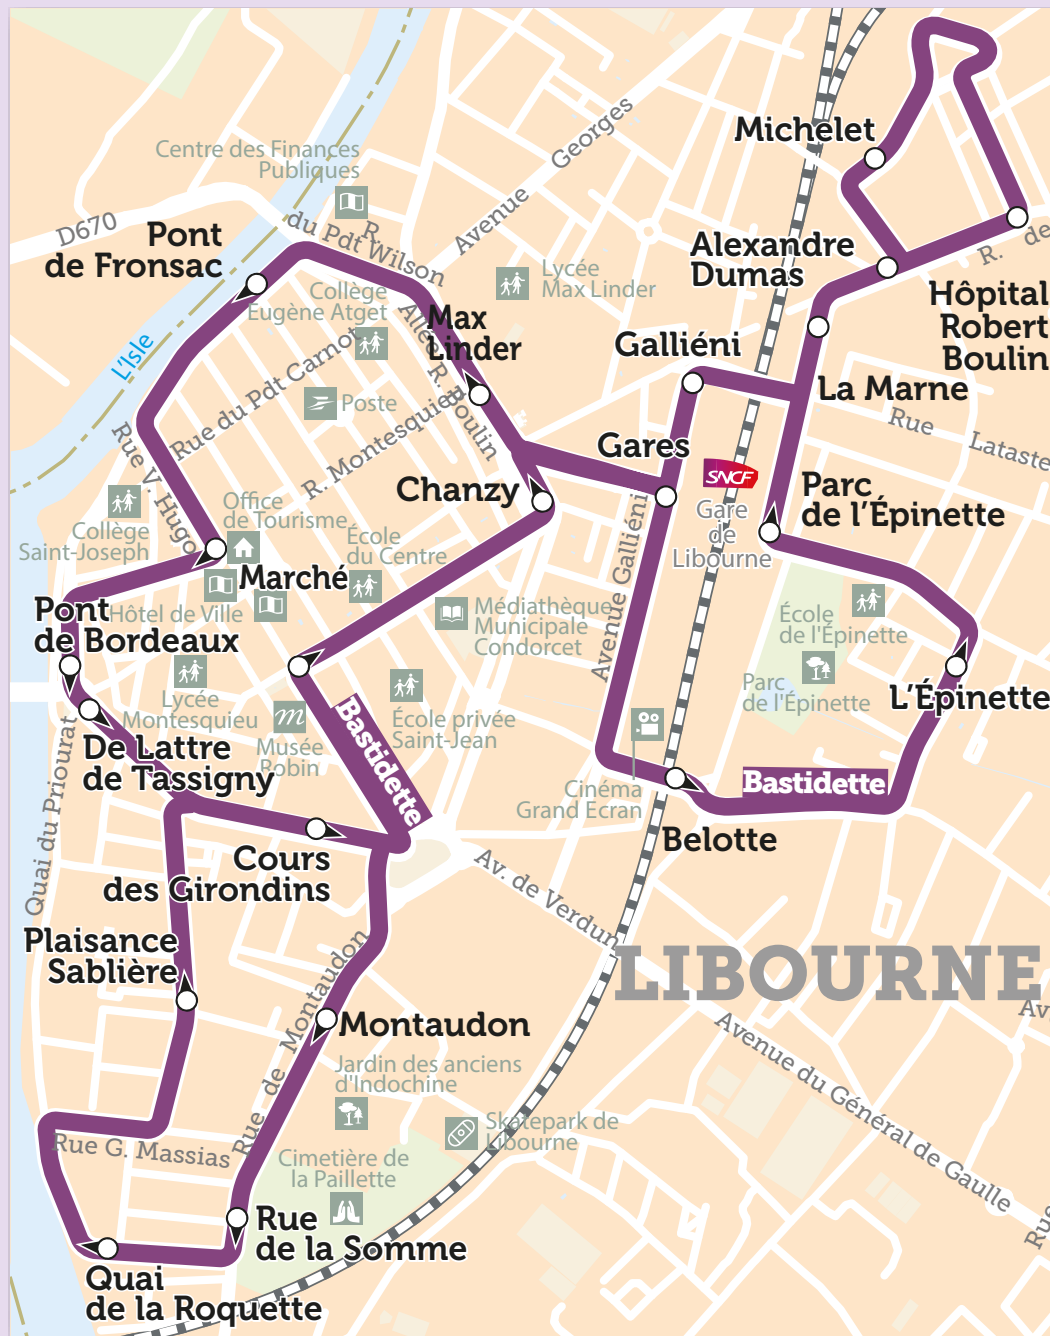 Michelet
Centre des Finances
Publiques
Avenue Georges
D670
R.
du Pdt Wilson
Pont
de Fronsac
Alexandre
Dumas
R. de
Lycée
Max Linder
Collège
Eugène Atget
Hôpital
Robert
Boulin
Max
Linder
Allée R. Boulin
Galliéni
L'Isle
Rue du Pdt Carnot
La Marne
Poste
Rue Lataste
R. Montesquieu
Rue V. Hugo
Gares
SNCF
Gare
de
Libourne
Chanzy
Parc
de l'Épinette
Office
de Tourisme
Collège
Saint-Joseph
École
du Centre
Avenue Galliéni
Marché
Hôtel de Ville
Pont
de Bordeaux
Médiathèque
Municipale
Condorcet
École
de l'Épinette
Parc
de l'Épinette
L'Épinette
Lycée
Montesquieu
Musée
Robin
École privée
Saint-Jean
Bastidette
De Lattre
de Tassigny
Quai du Priourat
Cinéma
Grand Ecran
Bastidette
Belotte
Cours
des Girondins
Av. de Verdun
Plaisance
Sablière
LIBOURNE
Av
Montaudon
Rue de Montaudon
Avenue du Général de Gaulle
Jardin des anciens
d'Indochine
Skatepark de
Libourne
Rue G. Massias
Cimetière de
la Paillette
Rue
de la Somme
Rue
Quai
de la Roquette